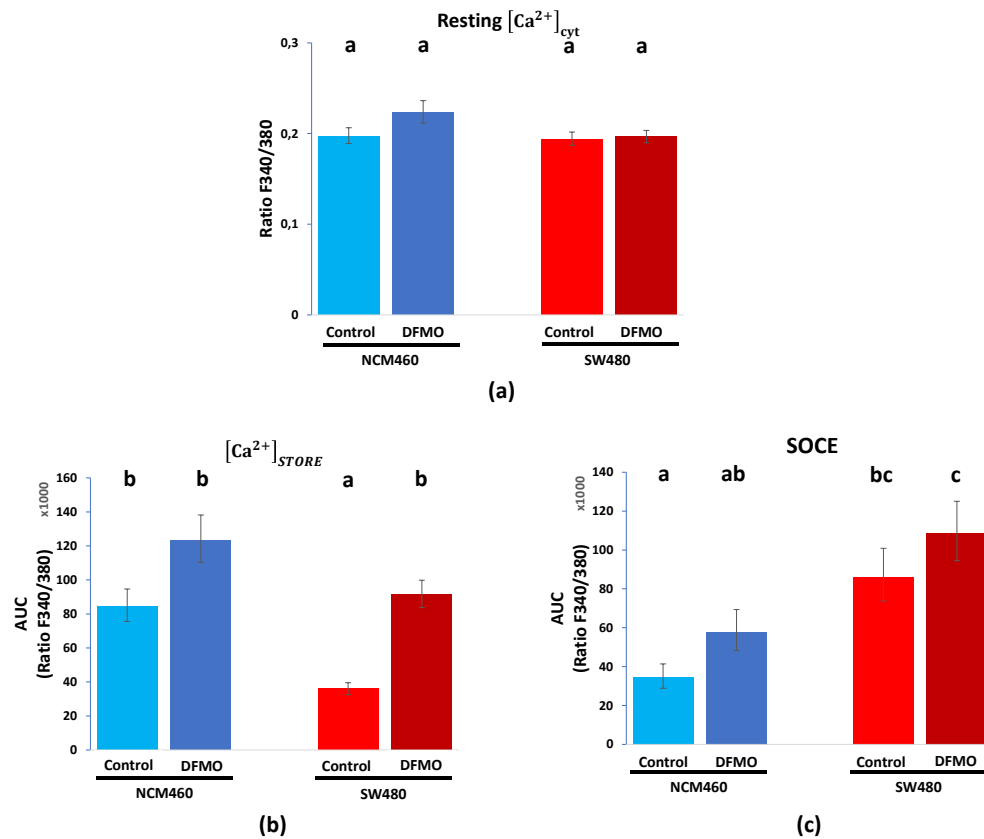 Resting [Ca²⁺]cyt
a a a a
0,3
0,2
0,1
0
Ratio F340/380
Control DFMO Control DFMO
NCM460 SW480
(a)
[Ca²⁺]STORE
b b a b
x1000
160
140
120
100
80
60
40
20
0
AUC
(Ratio F340/380)
Control DFMO Control DFMO
NCM460 SW480
(b)
SOCE
a ab bc c
x1000
140
120
100
80
60
40
20
0
AUC
(Ratio F340/380)
Control DFMO Control DFMO
NCM460 SW480
(c)